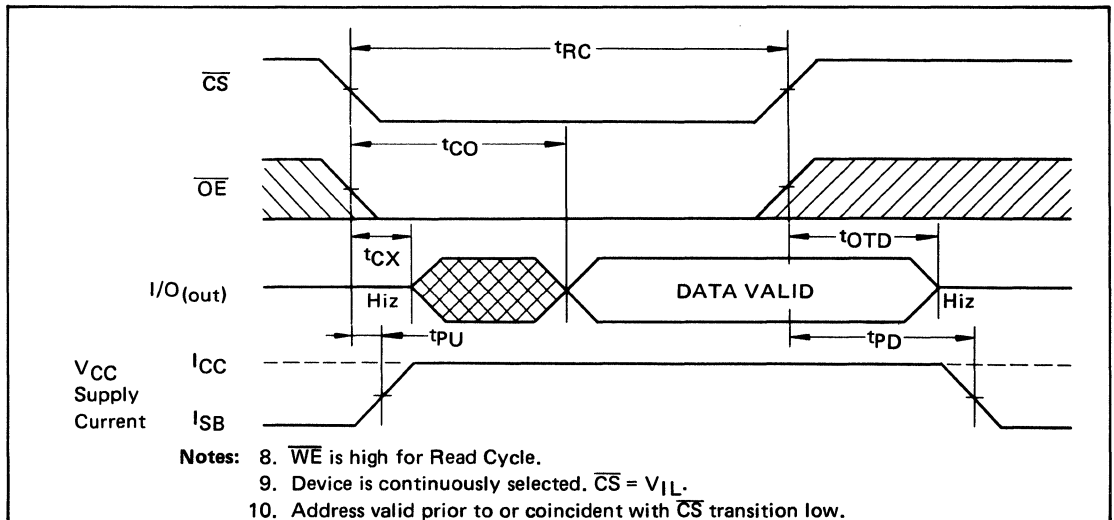 tRC
CS
tCO
OE
tCX
tOTD
I/O(out)
Hiz
DATA VALID
Hiz
tPU
tPD
VCC
Supply
Current
ICC
ISB
Notes: 8. WE is high for Read Cycle.
9. Device is continuously selected. CS = VIL.
10. Address valid prior to or coincident with CS transition low.